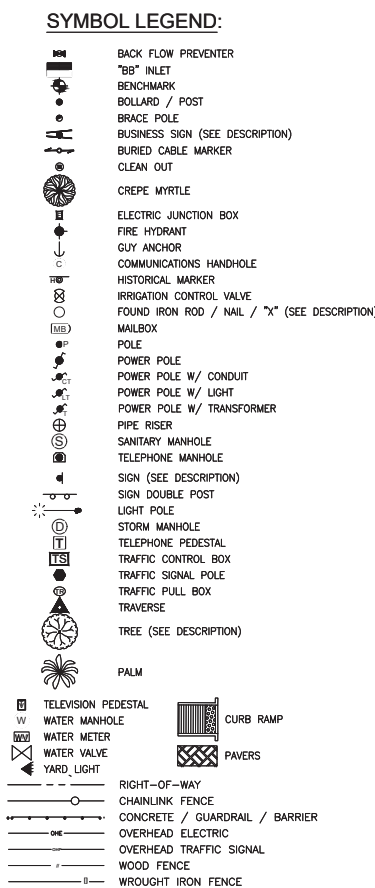 SYMBOL LEGEND:
BACK FLOW PREVENTER
"BB" INLET
BENCHMARK
BOLLARD / POST
BRACE POLE
BUSINESS SIGN (SEE DESCRIPTION)
BURIED CABLE MARKER
CLEAN OUT
CREPE MYRTLE
ELECTRIC JUNCTION BOX
FIRE HYDRANT
GUY ANCHOR
C COMMUNICATIONS HANDHOLE
H HISTORICAL MARKER
IRRIGATION CONTROL VALVE
FOUND IRON ROD / NAIL / "X" (SEE DESCRIPTION)
MB MAILBOX
P POLE
POWER POLE
CT POWER POLE W/ CONDUIT
LT POWER POLE W/ LIGHT
T POWER POLE W/ TRANSFORMER
PIPE RISER
S SANITARY MANHOLE
TELEPHONE MANHOLE
SIGN (SEE DESCRIPTION)
SIGN DOUBLE POST
LIGHT POLE
D STORM MANHOLE
T TELEPHONE PEDESTAL
TS TRAFFIC CONTROL BOX
TRAFFIC SIGNAL POLE
TR TRAFFIC PULL BOX
TRAVERSE
TREE (SEE DESCRIPTION)
PALM
TELEVISION PEDESTAL
W WATER MANHOLE
WV WATER METER
WATER VALVE
YARD LIGHT
CURB RAMP
PAVERS
RIGHT-OF-WAY
CHAINLINK FENCE
CONCRETE / GUARDRAIL / BARRIER
OHE OVERHEAD ELECTRIC
OVERHEAD TRAFFIC SIGNAL
// WOOD FENCE
WROUGHT IRON FENCE